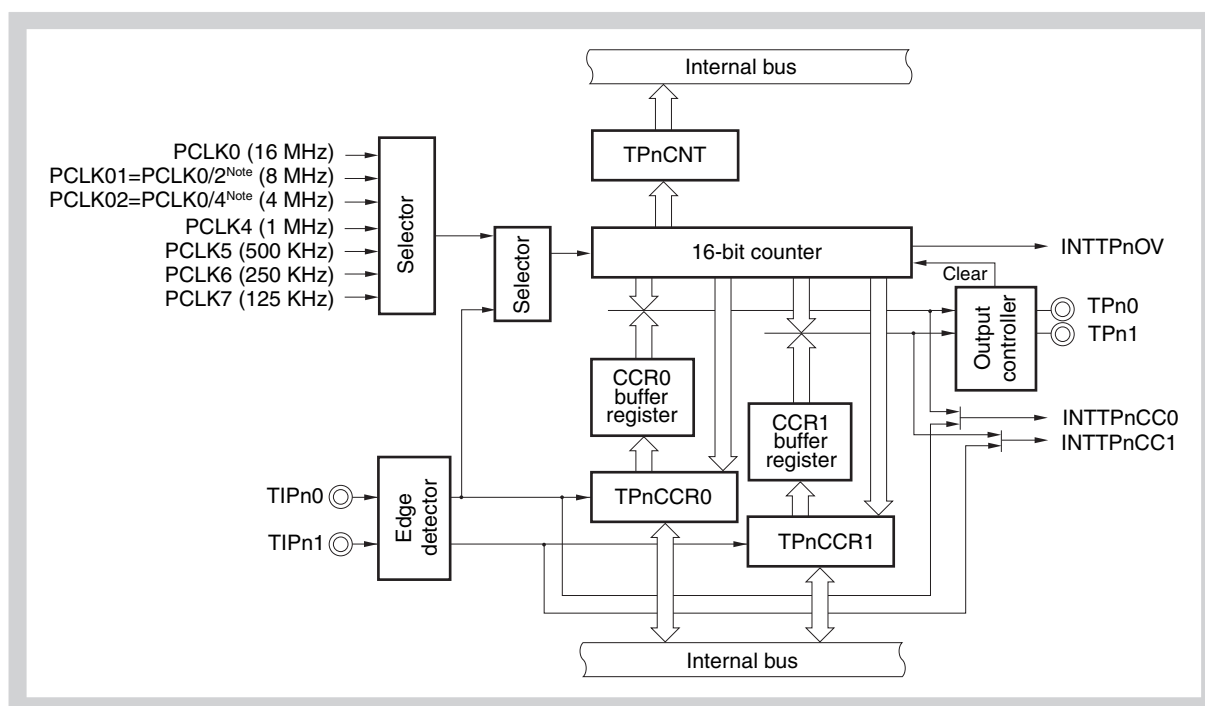 Internal bus
TPnCNT
PCLK0 (16 MHz)
PCLK01=PCLK0/2Note (8 MHz)
PCLK02=PCLK0/4Note (4 MHz)
PCLK4 (1 MHz)
PCLK5 (500 KHz)
PCLK6 (250 KHz)
PCLK7 (125 KHz)
Selector
Selector
16-bit counter
INTTPnOV
Clear
TPn0
TPn1
Output
controller
CCR0
buffer
register
CCR1
buffer
register
INTTPnCC0
INTTPnCC1
TIPn0
TIPn1
Edge
detector
TPnCCR0
TPnCCR1
Internal bus